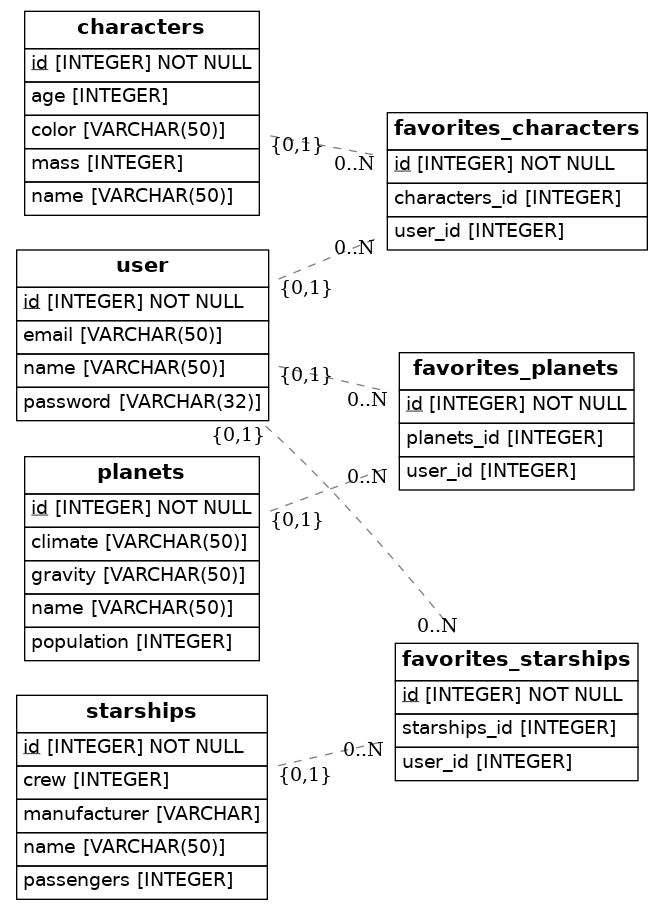 characters
id [INTEGER] NOT NULL
age [INTEGER]
color [VARCHAR(50)]
mass [INTEGER]
name [VARCHAR(50)]
{0,1}
0..N
favorites_characters
id [INTEGER] NOT NULL
characters_id [INTEGER]
user_id [INTEGER]
user
id [INTEGER] NOT NULL
email [VARCHAR(50)]
name [VARCHAR(50)]
password [VARCHAR(32)]
0..N
{0,1}
{0,1}
0..N
{0,1}
favorites_planets
id [INTEGER] NOT NULL
planets_id [INTEGER]
user_id [INTEGER]
planets
id [INTEGER] NOT NULL
climate [VARCHAR(50)]
gravity [VARCHAR(50)]
name [VARCHAR(50)]
population [INTEGER]
0..N
{0,1}
0..N
favorites_starships
id [INTEGER] NOT NULL
starships_id [INTEGER]
user_id [INTEGER]
starships
id [INTEGER] NOT NULL
crew [INTEGER]
manufacturer [VARCHAR]
name [VARCHAR(50)]
passengers [INTEGER]
0..N
{0,1}